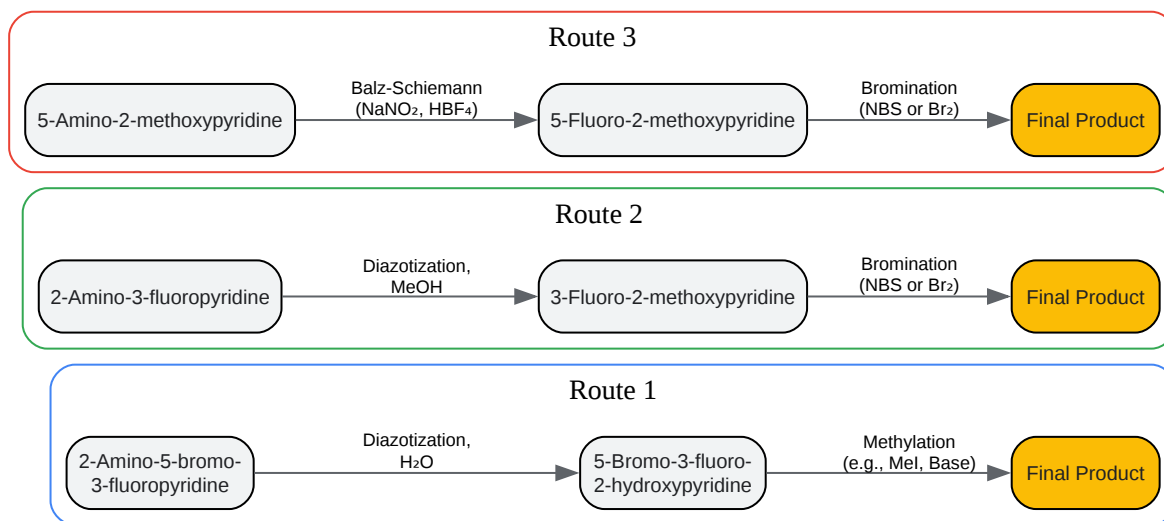 Route 3
5-Amino-2-methoxypyridine
Balz-Schiemann
(NaNO₂, HBF₄)
5-Fluoro-2-methoxypyridine
Bromination
(NBS or Br₂)
Final Product
Route 2
2-Amino-3-fluoropyridine
Diazotization,
MeOH
3-Fluoro-2-methoxypyridine
Bromination
(NBS or Br₂)
Final Product
Route 1
2-Amino-5-bromo-
3-fluoropyridine
Diazotization,
H₂O
5-Bromo-3-fluoro-
2-hydroxypyridine
Methylation
(e.g., MeI, Base)
Final Product